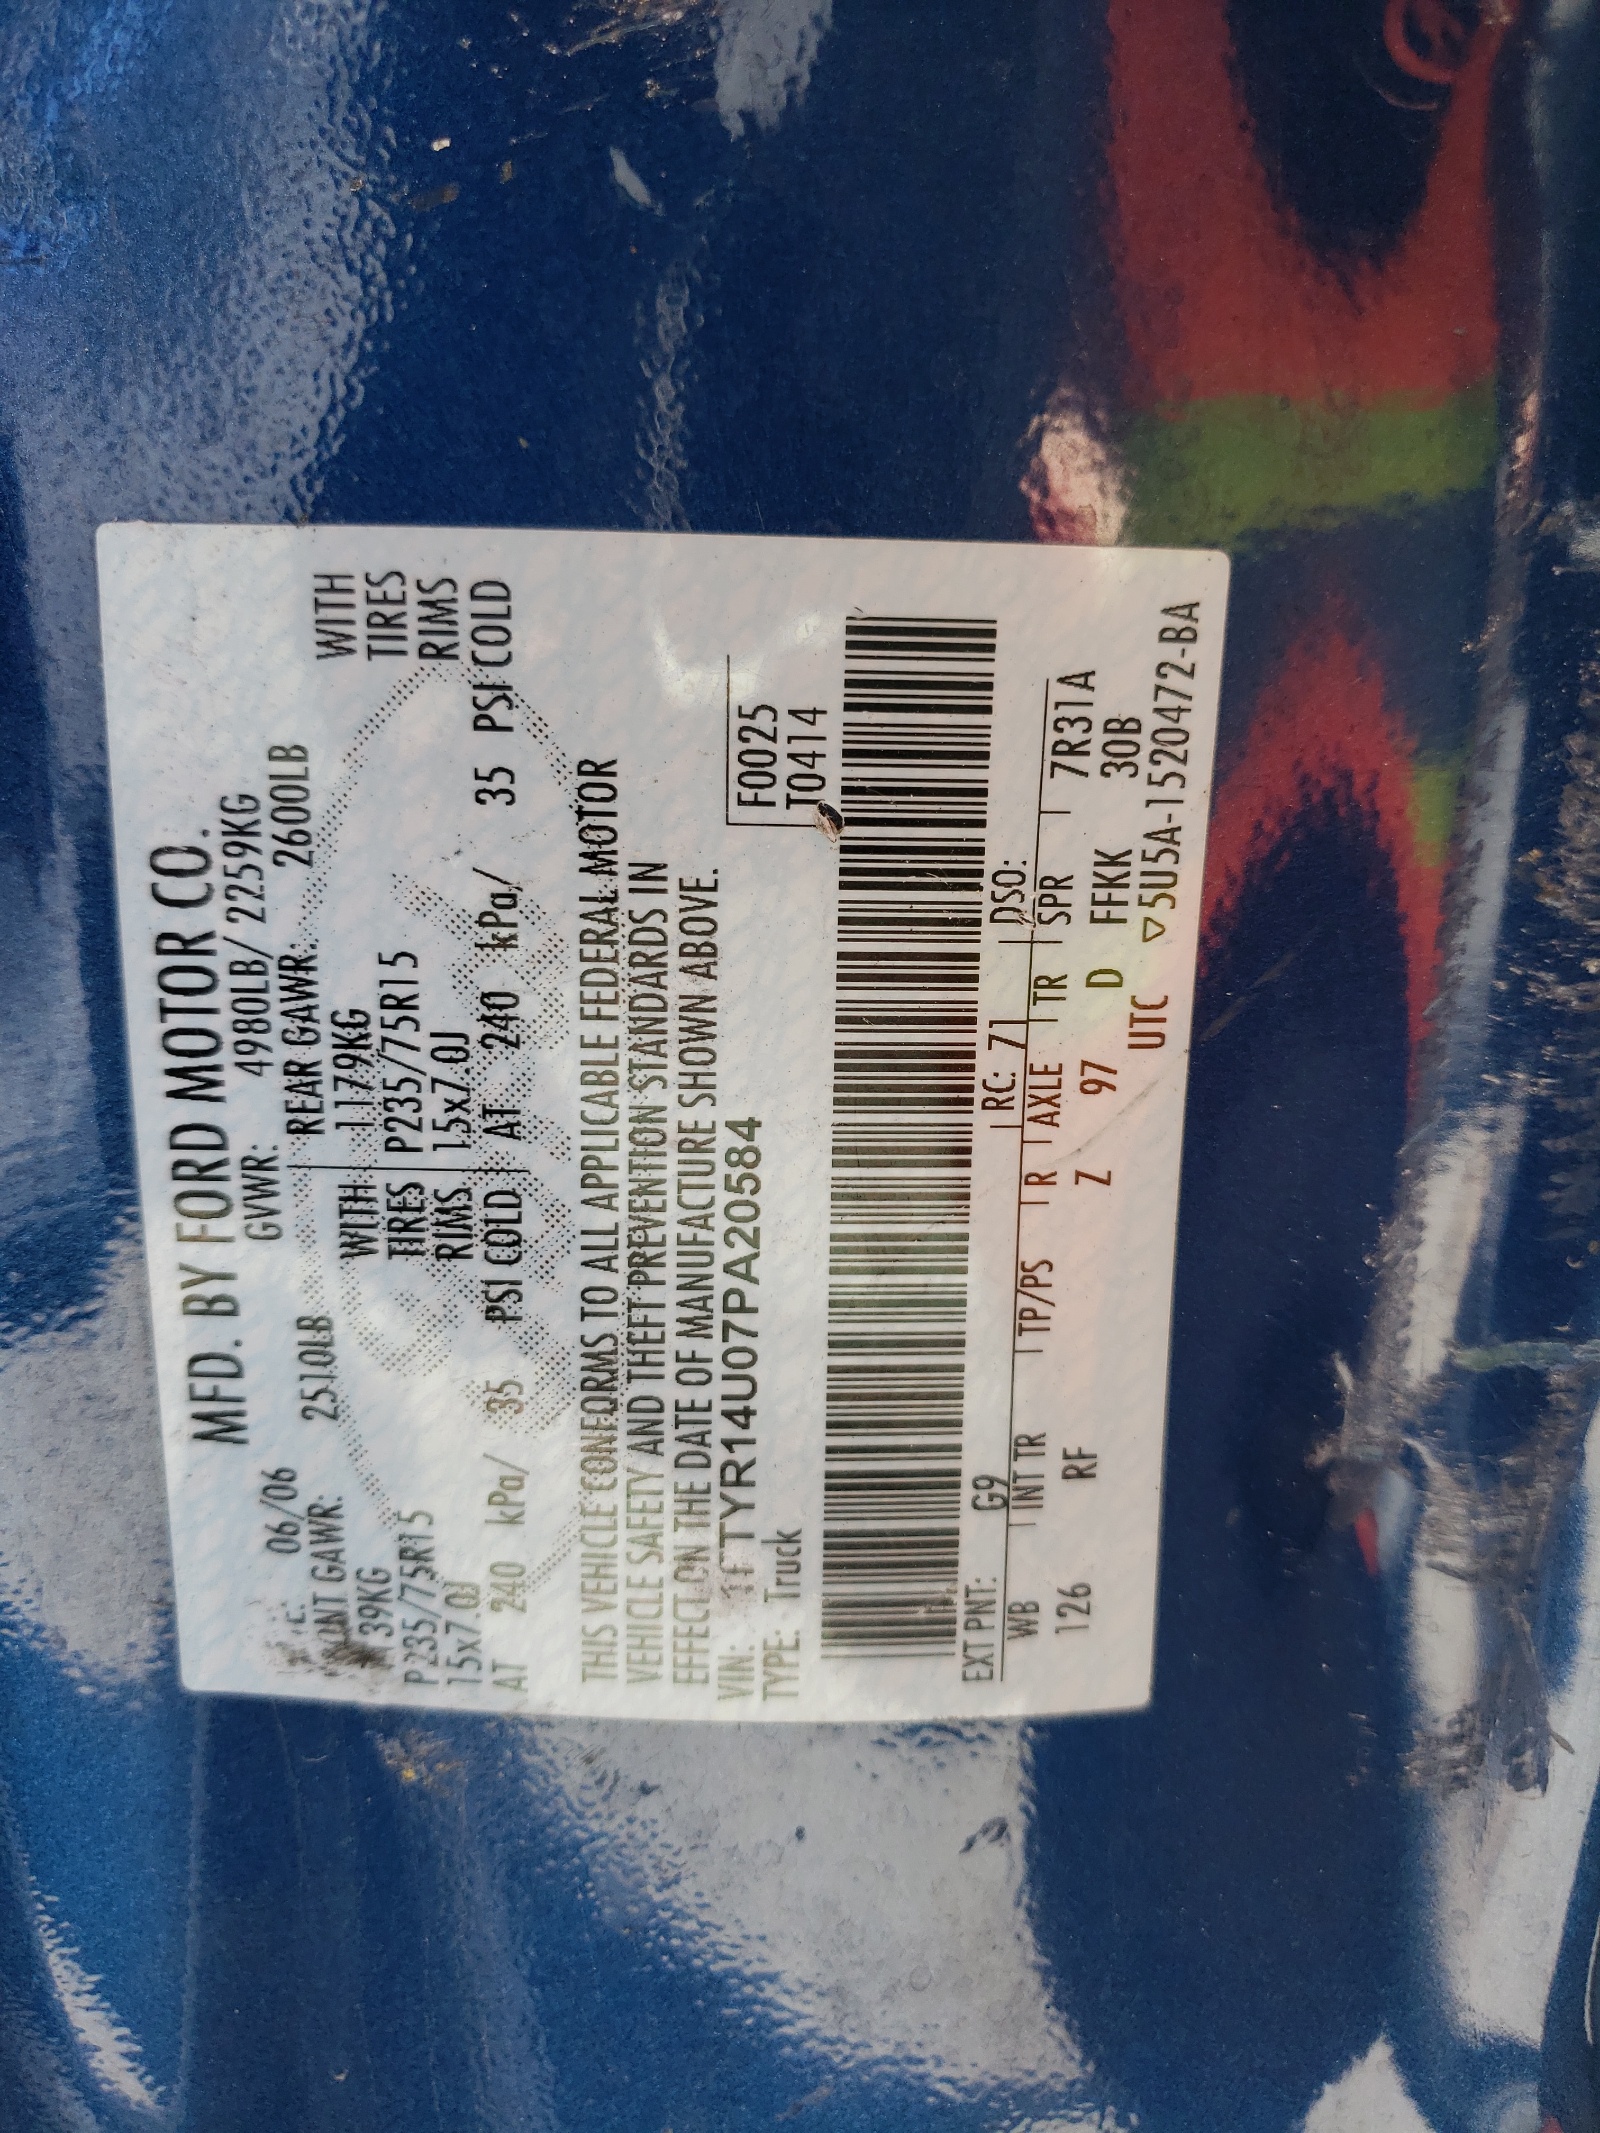 MFD. BY FORD MOTOR CO.
06/06 GVWR: 4980LB/ 2259KG
GAWR: 2510LB REAR GAWR: 2600LB
39KG WITH 1179KG WITH
P235/75R15 TIRES P235/75R15 TIRES
15x7.0J RIMS 15x7.0J RIMS
AT 240 kPa/ 35 PSI COLD AT 240 kPa/ 35 PSI COLD
THIS VEHICLE CONFORMS TO ALL APPLICABLE FEDERAL MOTOR
VEHICLE SAFETY AND THEFT PREVENTION STANDARDS IN
EFFECT ON THE DATE OF MANUFACTURE SHOWN ABOVE.
VIN: 1FTYR14U07PA20584 F0025
TYPE: Truck T0414
EXT PNT: G9 RC: 71 DSO:
WB INT TR TP/PS R AXLE TR SPR 7R31A
126 RF Z 97 D FFKK 30B
UTC ▽5U5A-1520472-BA